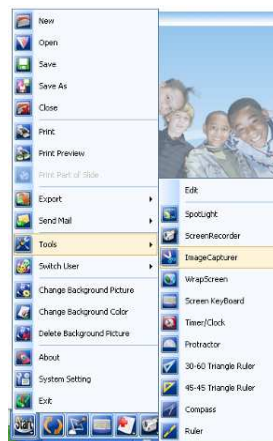 New
Open
Save
Save As
Close
Print
Print Preview
Print Part of Slide
Export
Send Mail
Tools
Switch User
Change Background Picture
Change Background Color
Delete Background Picture
About
System Setting
Exit
Start
Edit
SpotLight
ScreenRecorder
ImageCapturer
WrapScreen
Screen KeyBoard
Timer/Clock
Protractor
30-60 Triangle Ruler
45-45 Triangle Ruler
Compass
Ruler